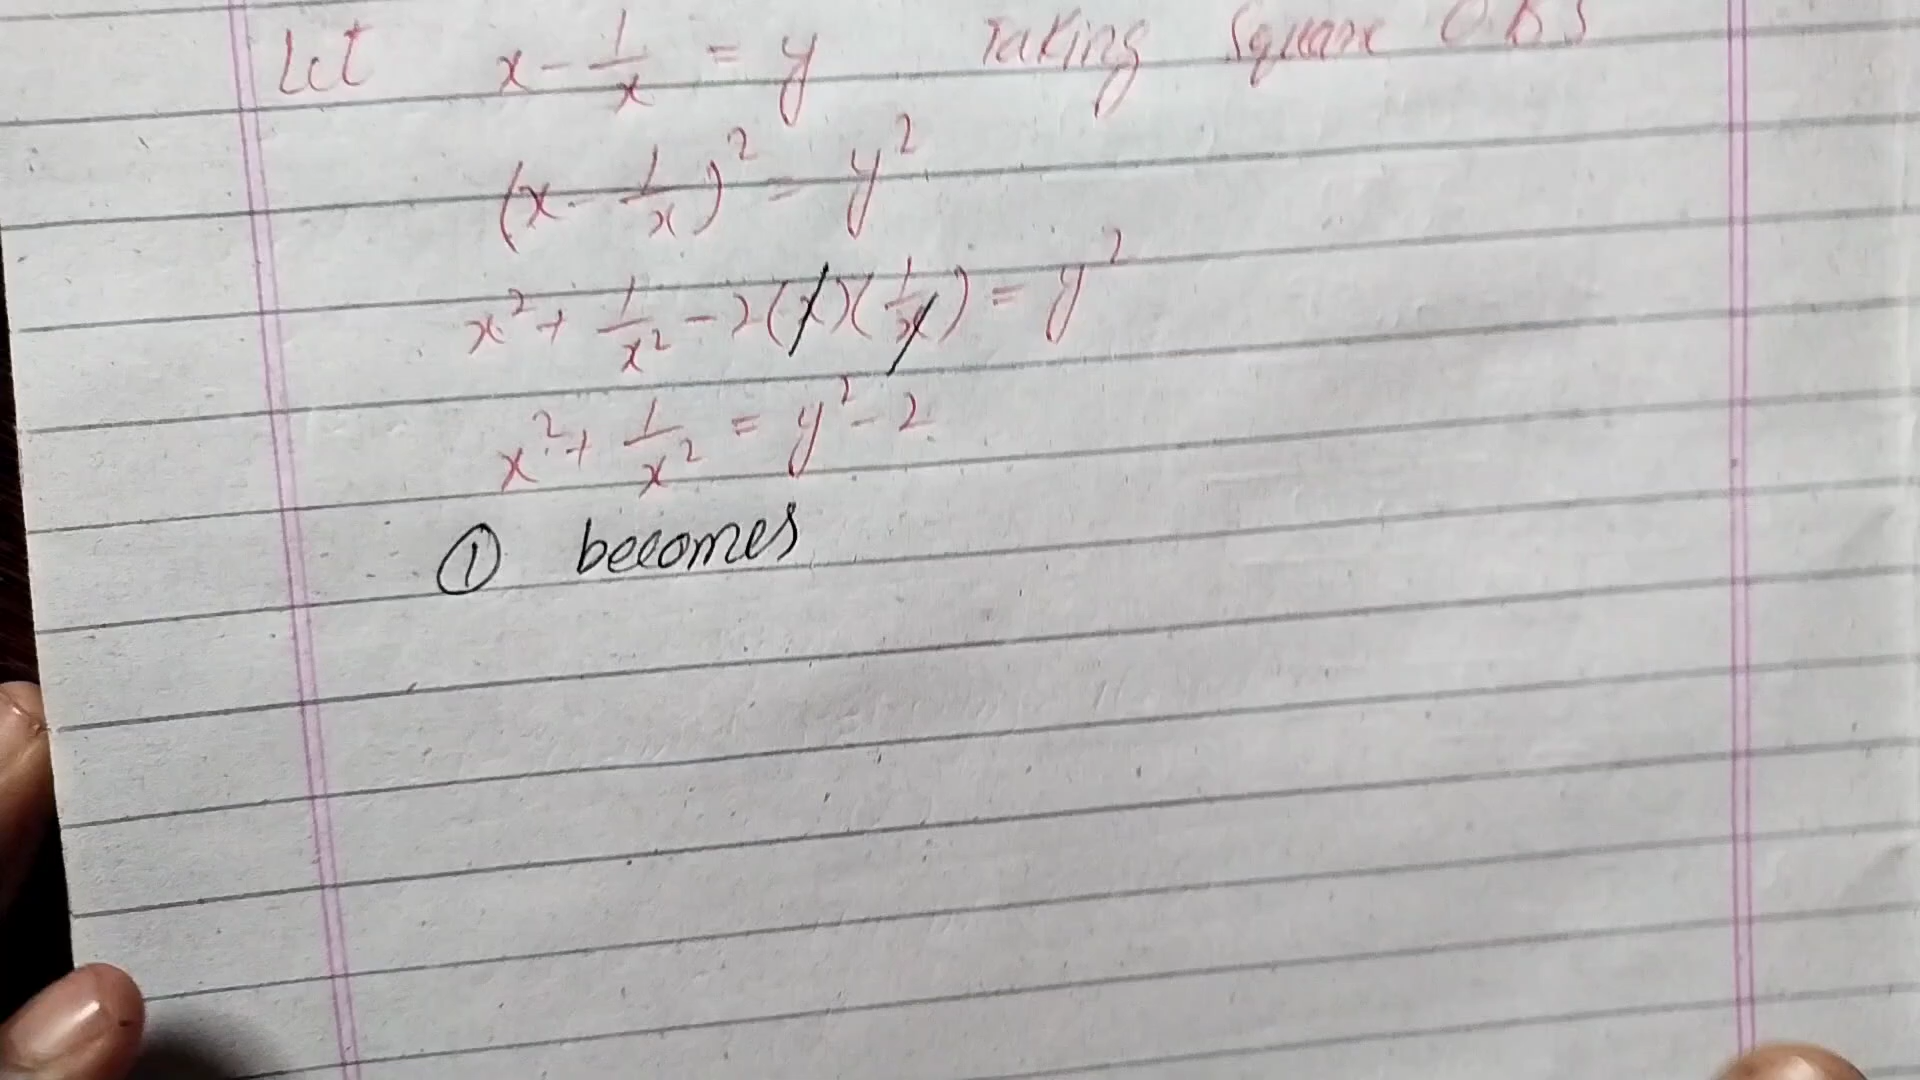 Let x - 1/x = y Taking Square O.B.S
(x - 1/x)² = y²
x² + 1/x² - 2(x)(1/x) = y²
x² + 1/x² = y² - 2
① becomes